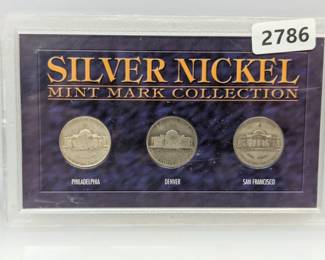 2786
SILVER NICKEL
MINT MARK COLLECTION
PHILADELPHIA
DENVER
SAN FRANCISCO